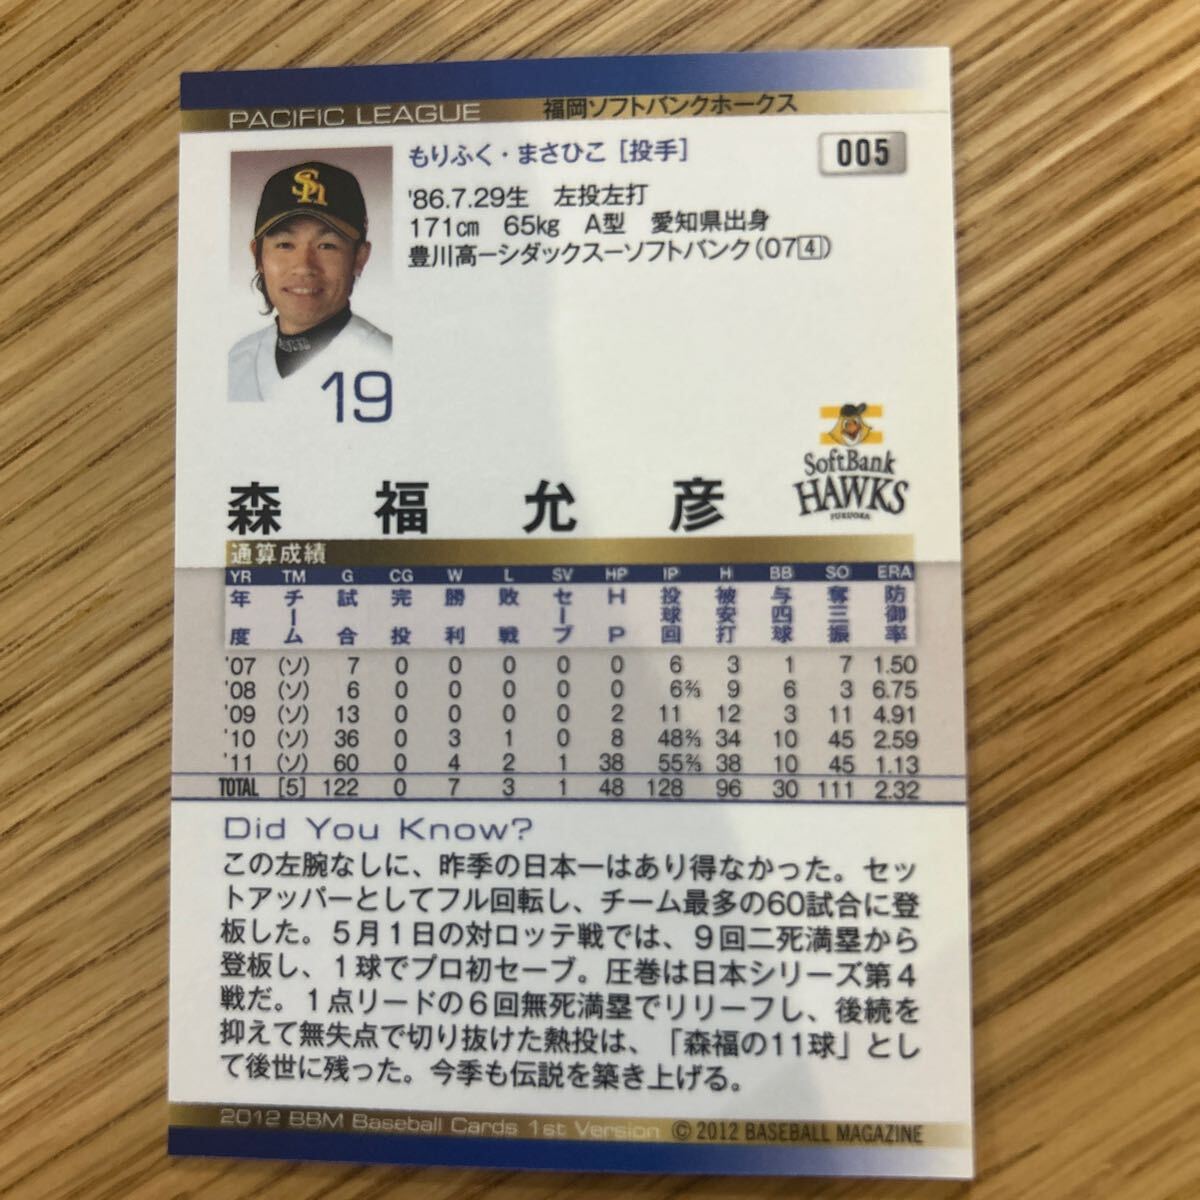 PACIFIC LEAGUE 福岡ソフトバンクホークス
もりふく・まさひこ [投手] 005
'86.7.29生 左投左打
171cm 65kg A型 愛知県出身
豊川高ーシダックスーソフトバンク(07④)
SH
19
SoftBank
HAWKS
FUKUOKA
森福允彦
通算成績
YR TM G CG W L SV HP IP H BB SO ERA
年度 チーム 試合 完投 勝利 敗戦 セーブ HP 投球回 被安打 与四球 奪三振 防御率
'07 (ソ) 7 0 0 0 0 0 6 3 1 7 1.50
'08 (ソ) 6 0 0 0 0 0 6⅔ 9 6 3 6.75
'09 (ソ) 13 0 0 0 0 2 11 12 3 11 4.91
'10 (ソ) 36 0 3 1 0 8 48⅔ 34 10 45 2.59
'11 (ソ) 60 0 4 2 1 38 55⅔ 38 10 45 1.13
TOTAL [5] 122 0 7 3 1 48 128 96 30 111 2.32
Did You Know?
この左腕なしに、昨季の日本一はあり得なかった。セッ
トアッパーとしてフル回転し、チーム最多の60試合に登
板した。5月1日の対ロッテ戦では、9回二死満塁から
登板し、1球でプロ初セーブ。圧巻は日本シリーズ第4
戦だ。1点リードの6回無死満塁でリリーフし、後続を
抑えて無失点で切り抜けた熱投は、「森福の11球」とし
て後世に残った。今季も伝説を築き上げる。
2012 BBM Baseball Cards 1st Version © 2012 BASEBALL MAGAZINE